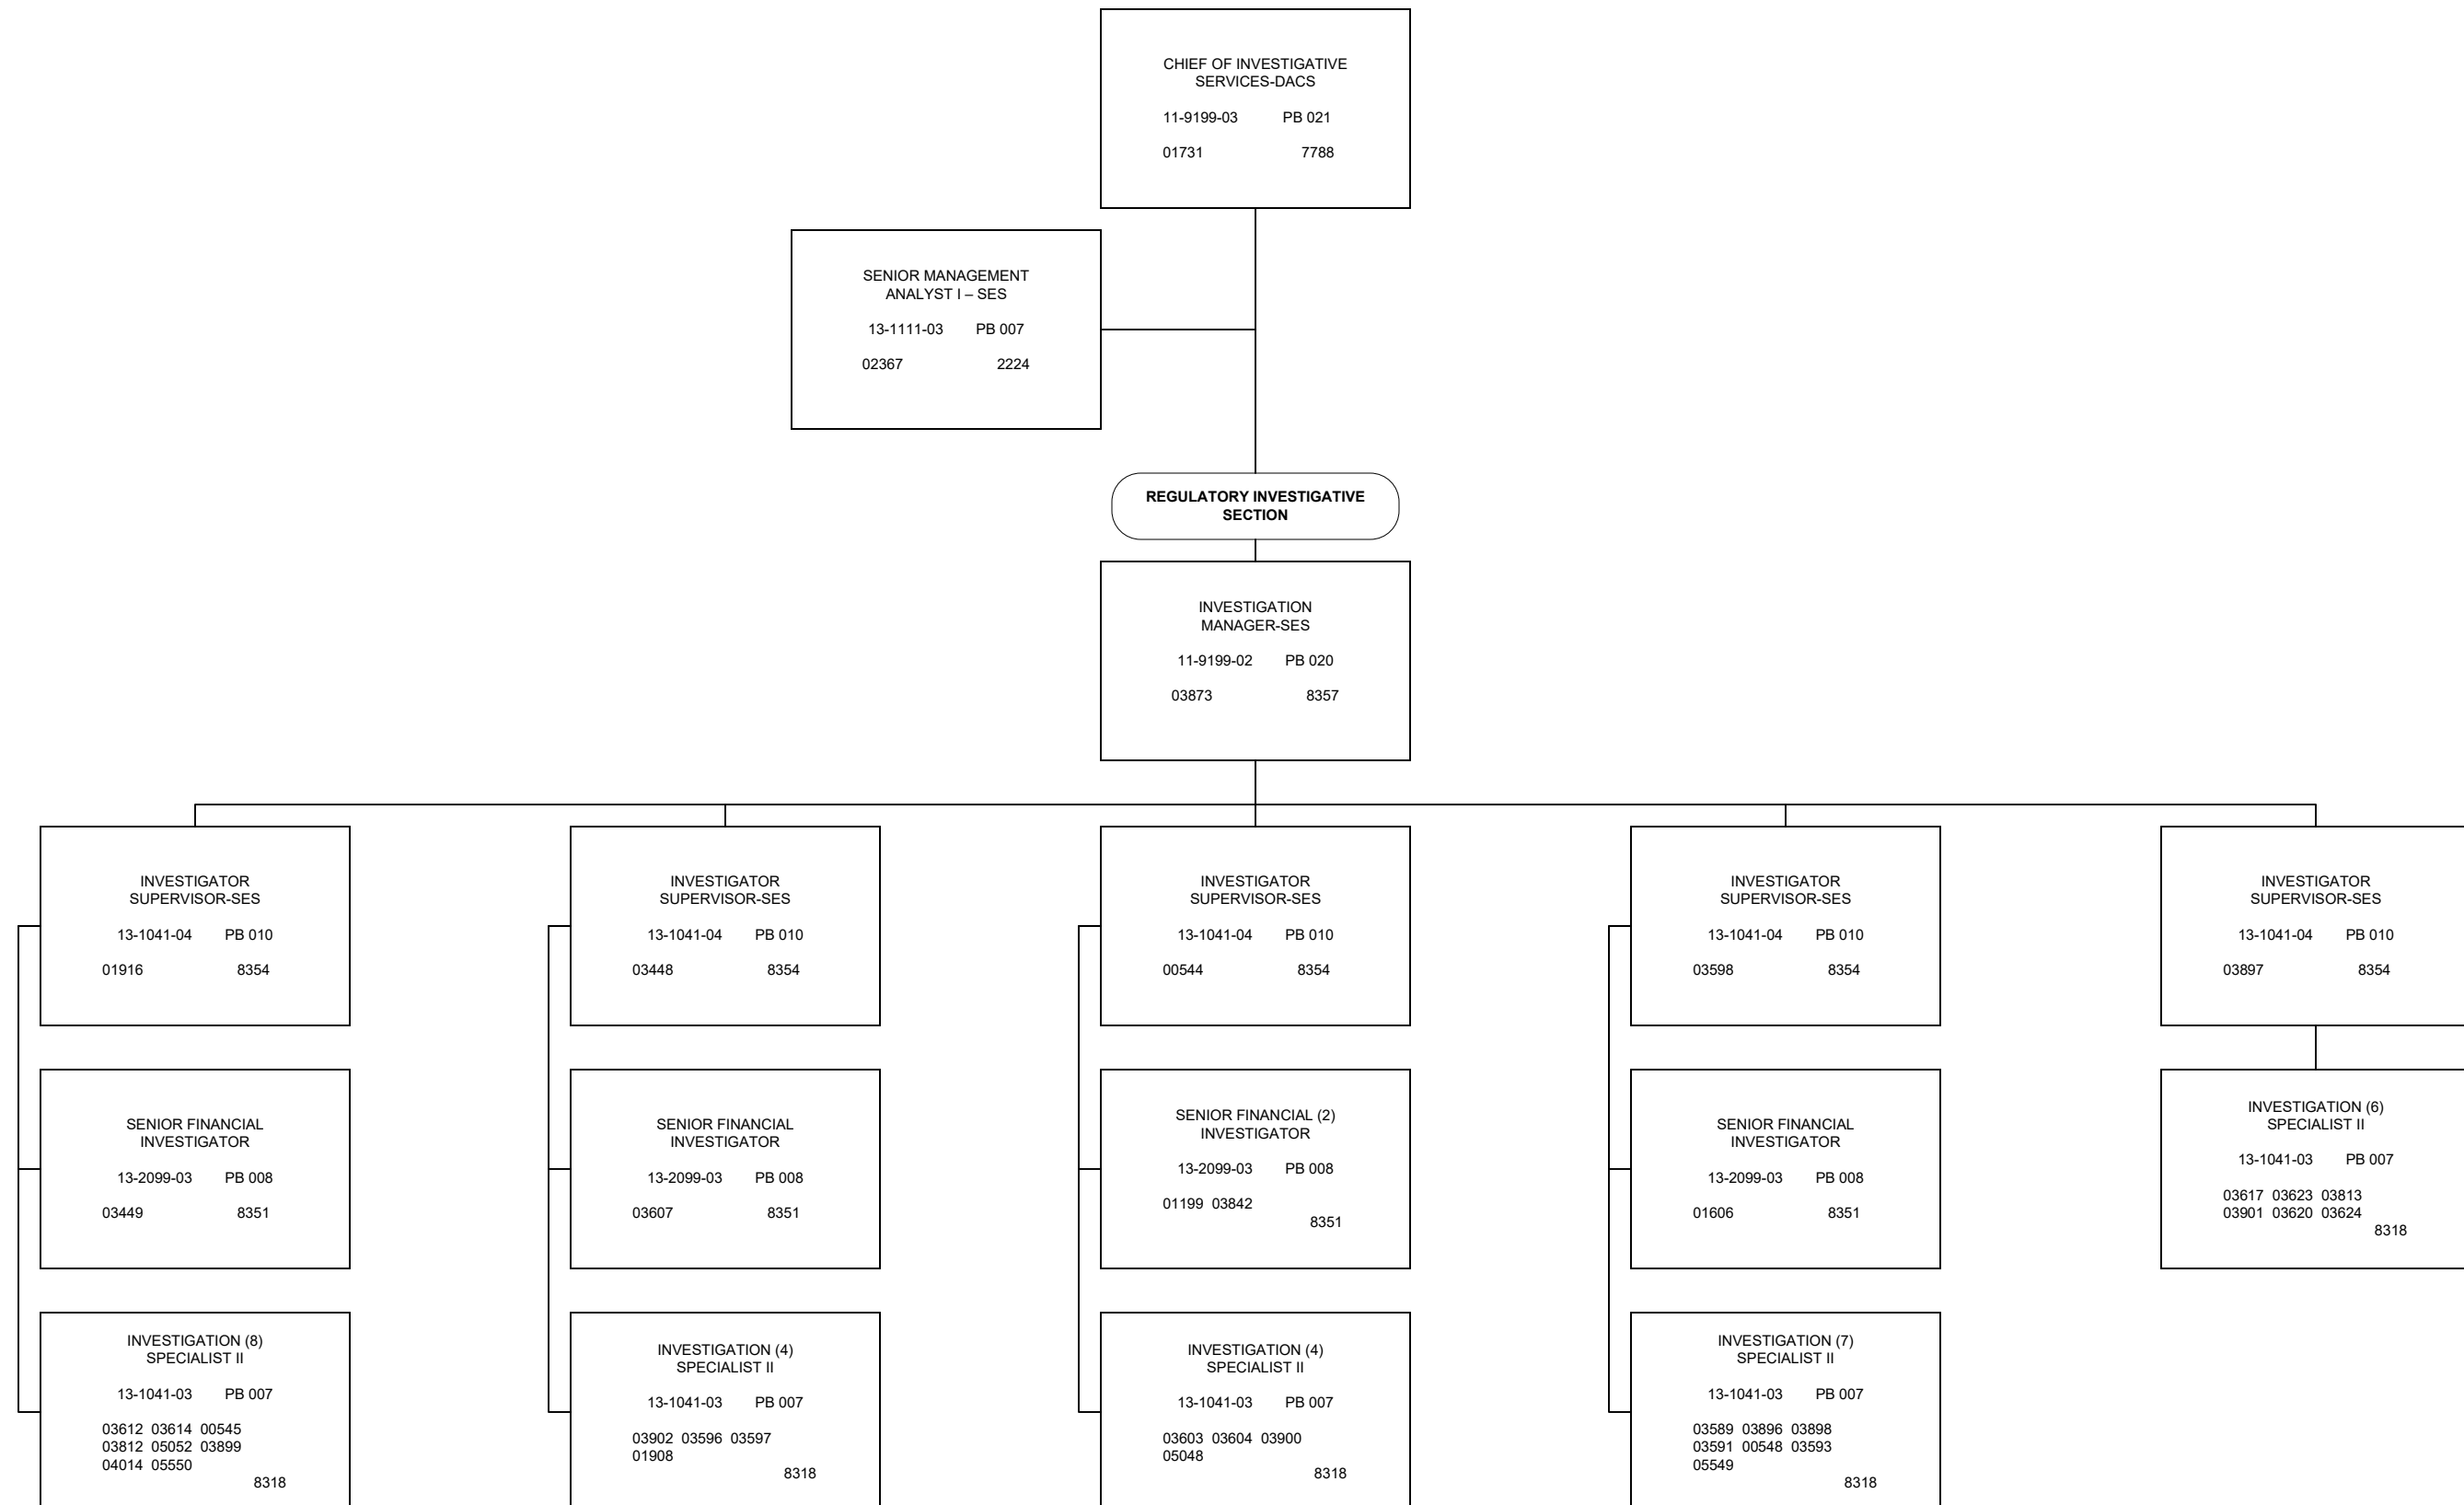 CHIEF OF INVESTIGATIVE
SERVICES-DACS
11-9199-03 PB 021
01731 7788
SENIOR MANAGEMENT
ANALYST I – SES
13-1111-03 PB 007
02367 2224
REGULATORY INVESTIGATIVE
SECTION
INVESTIGATION
MANAGER-SES
11-9199-02 PB 020
03873 8357
INVESTIGATOR
SUPERVISOR-SES
13-1041-04 PB 010
01916 8354
INVESTIGATOR
SUPERVISOR-SES
13-1041-04 PB 010
03448 8354
INVESTIGATOR
SUPERVISOR-SES
13-1041-04 PB 010
00544 8354
INVESTIGATOR
SUPERVISOR-SES
13-1041-04 PB 010
03598 8354
INVESTIGATOR
SUPERVISOR-SES
13-1041-04 PB 010
03897 8354
SENIOR FINANCIAL
INVESTIGATOR
13-2099-03 PB 008
03449 8351
SENIOR FINANCIAL
INVESTIGATOR
13-2099-03 PB 008
03607 8351
SENIOR FINANCIAL (2)
INVESTIGATOR
13-2099-03 PB 008
01199 03842
8351
SENIOR FINANCIAL
INVESTIGATOR
13-2099-03 PB 008
01606 8351
INVESTIGATION (6)
SPECIALIST II
13-1041-03 PB 007
03617 03623 03813
03901 03620 03624
8318
INVESTIGATION (8)
SPECIALIST II
13-1041-03 PB 007
03612 03614 00545
03812 05052 03899
04014 05550
8318
INVESTIGATION (4)
SPECIALIST II
13-1041-03 PB 007
03902 03596 03597
01908
8318
INVESTIGATION (4)
SPECIALIST II
13-1041-03 PB 007
03603 03604 03900
05048
8318
INVESTIGATION (7)
SPECIALIST II
13-1041-03 PB 007
03589 03896 03898
03591 00548 03593
05549
8318